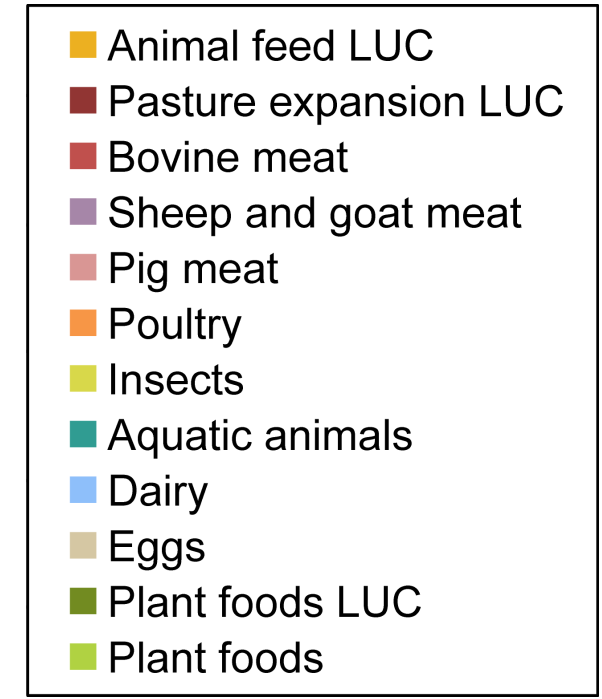 Animal feed LUC
Pasture expansion LUC
Bovine meat
Sheep and goat meat
Pig meat
Poultry
Insects
Aquatic animals
Dairy
Eggs
Plant foods LUC
Plant foods